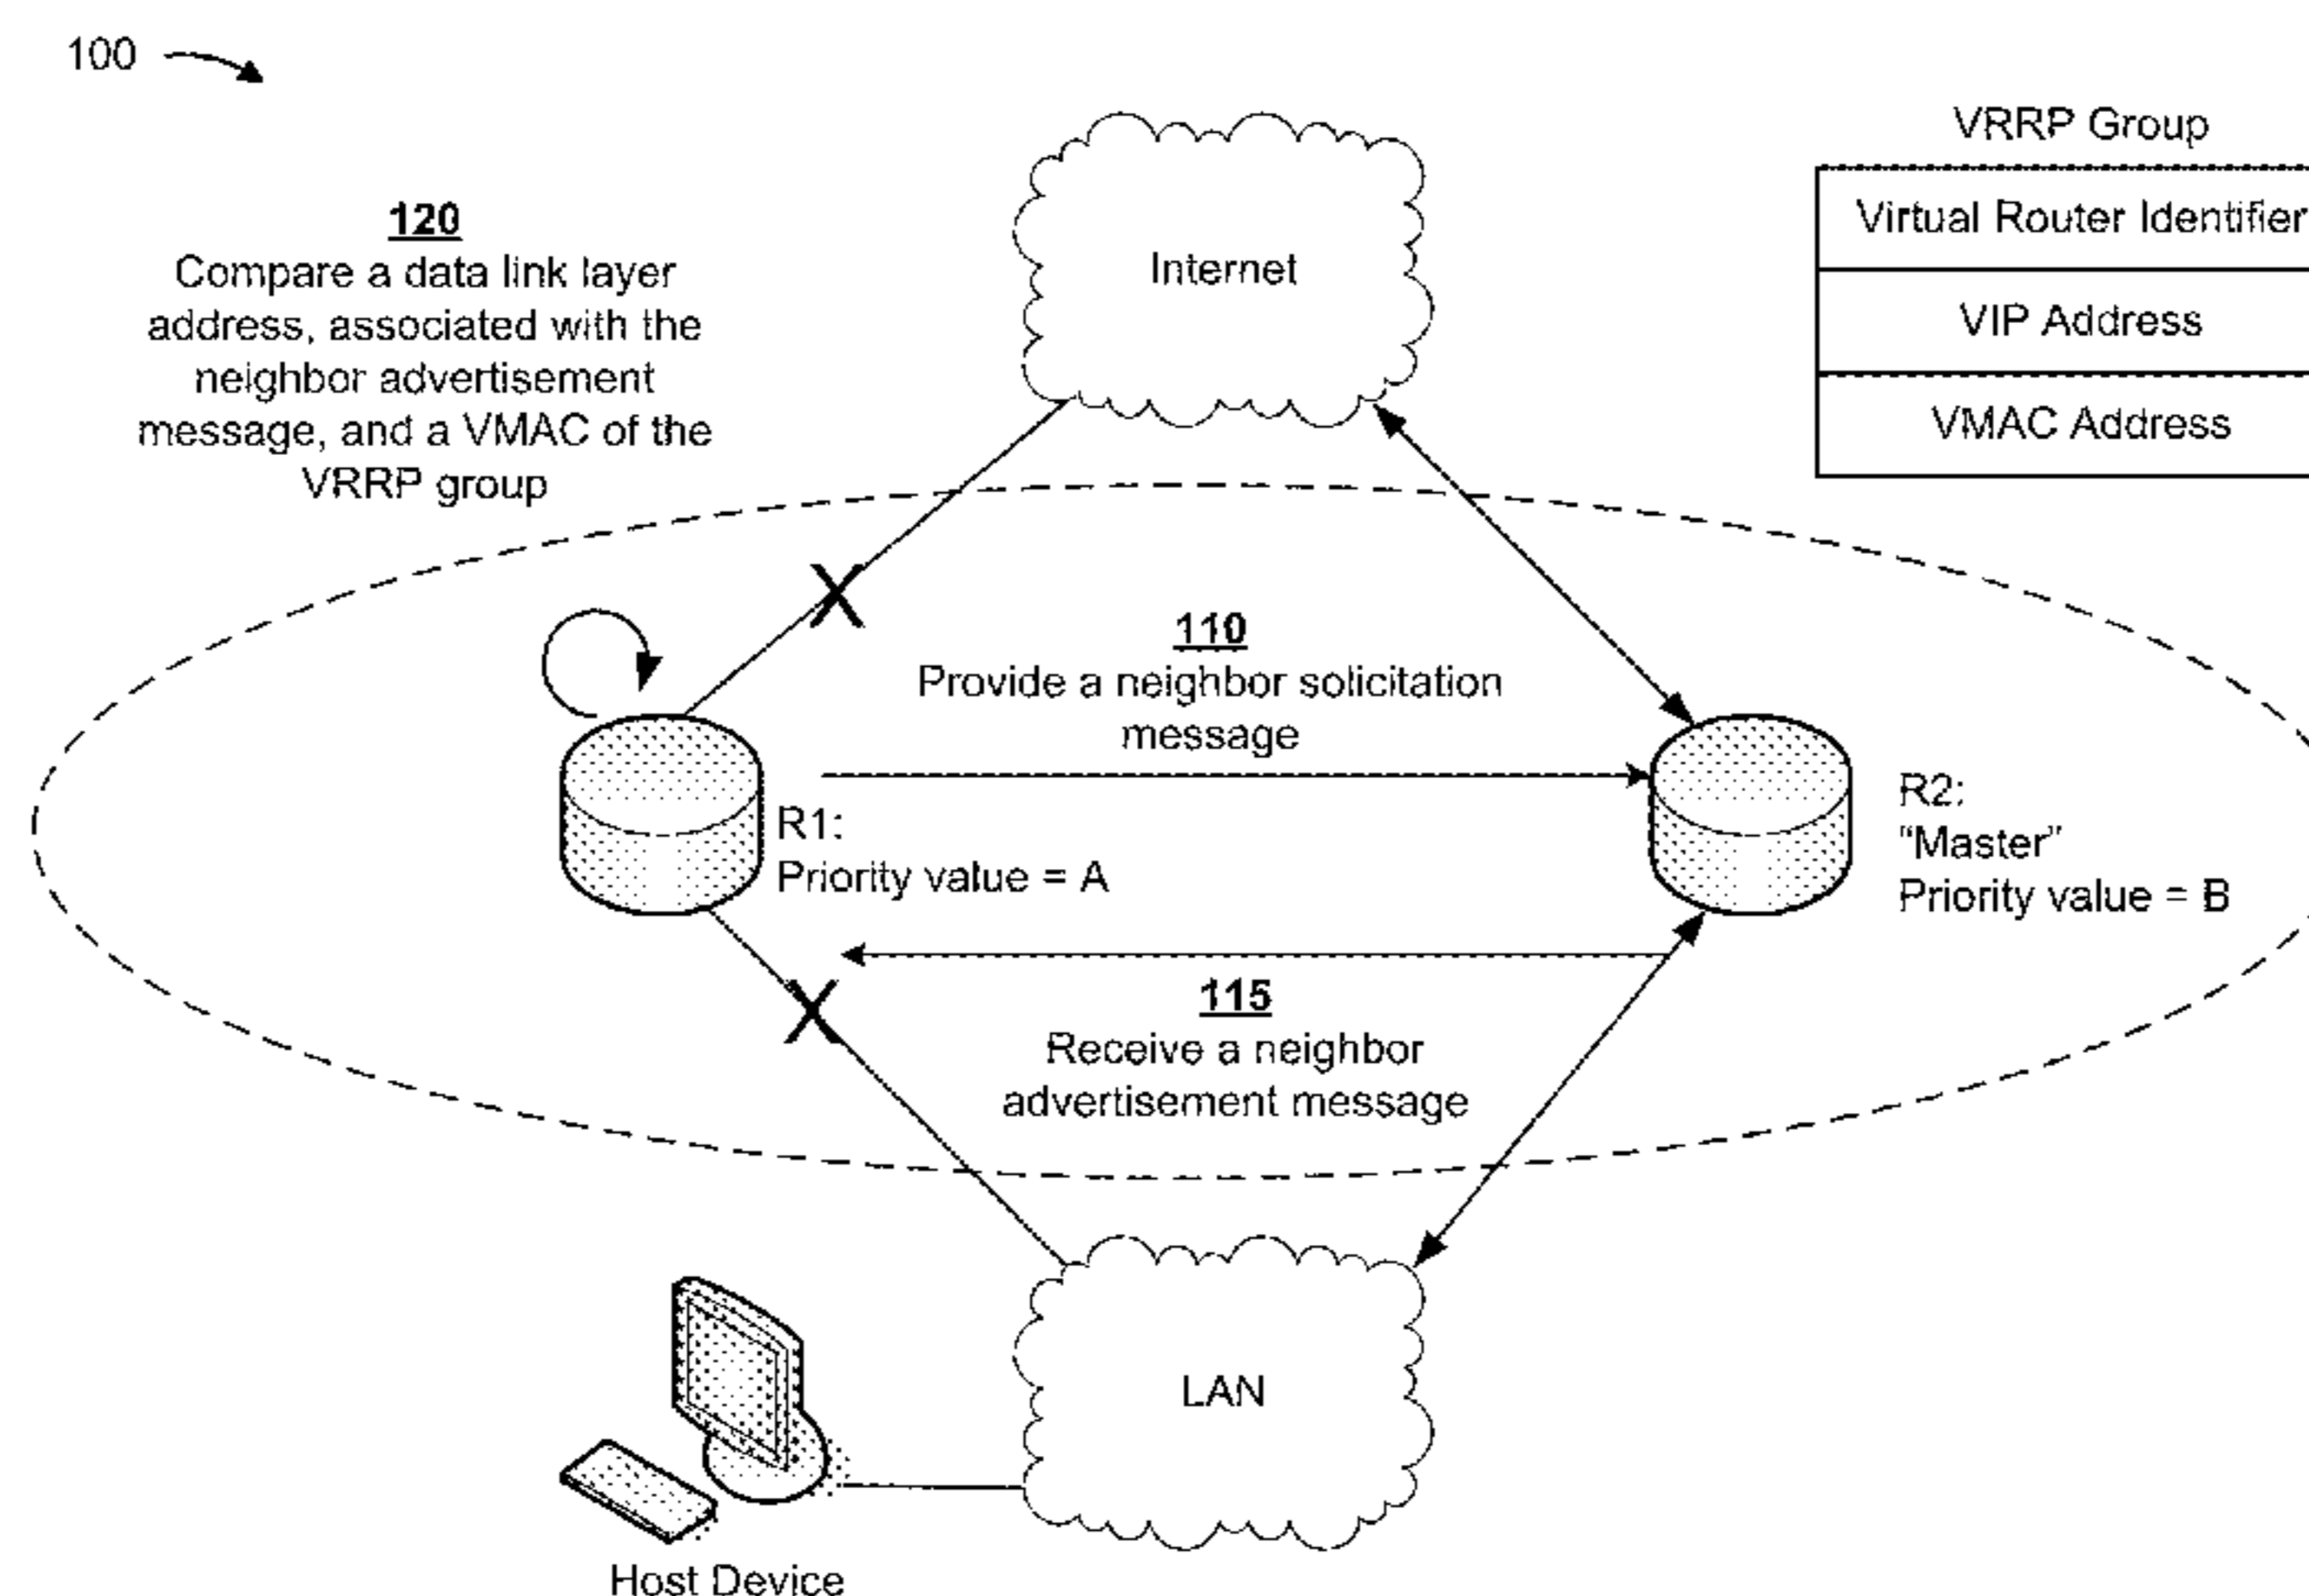 100
VRRP Group
Virtual Router Identifier
VIP Address
VMAC Address
120
Compare a data link layer
address, associated with the
neighbor advertisement
message, and a VMAC of the
VRRP group
Internet
X
110
Provide a neighbor solicitation
message
R1:
Priority value = A
R2:
“Master”
Priority value = B
X
115
Receive a neighbor
advertisement message
LAN
Host Device